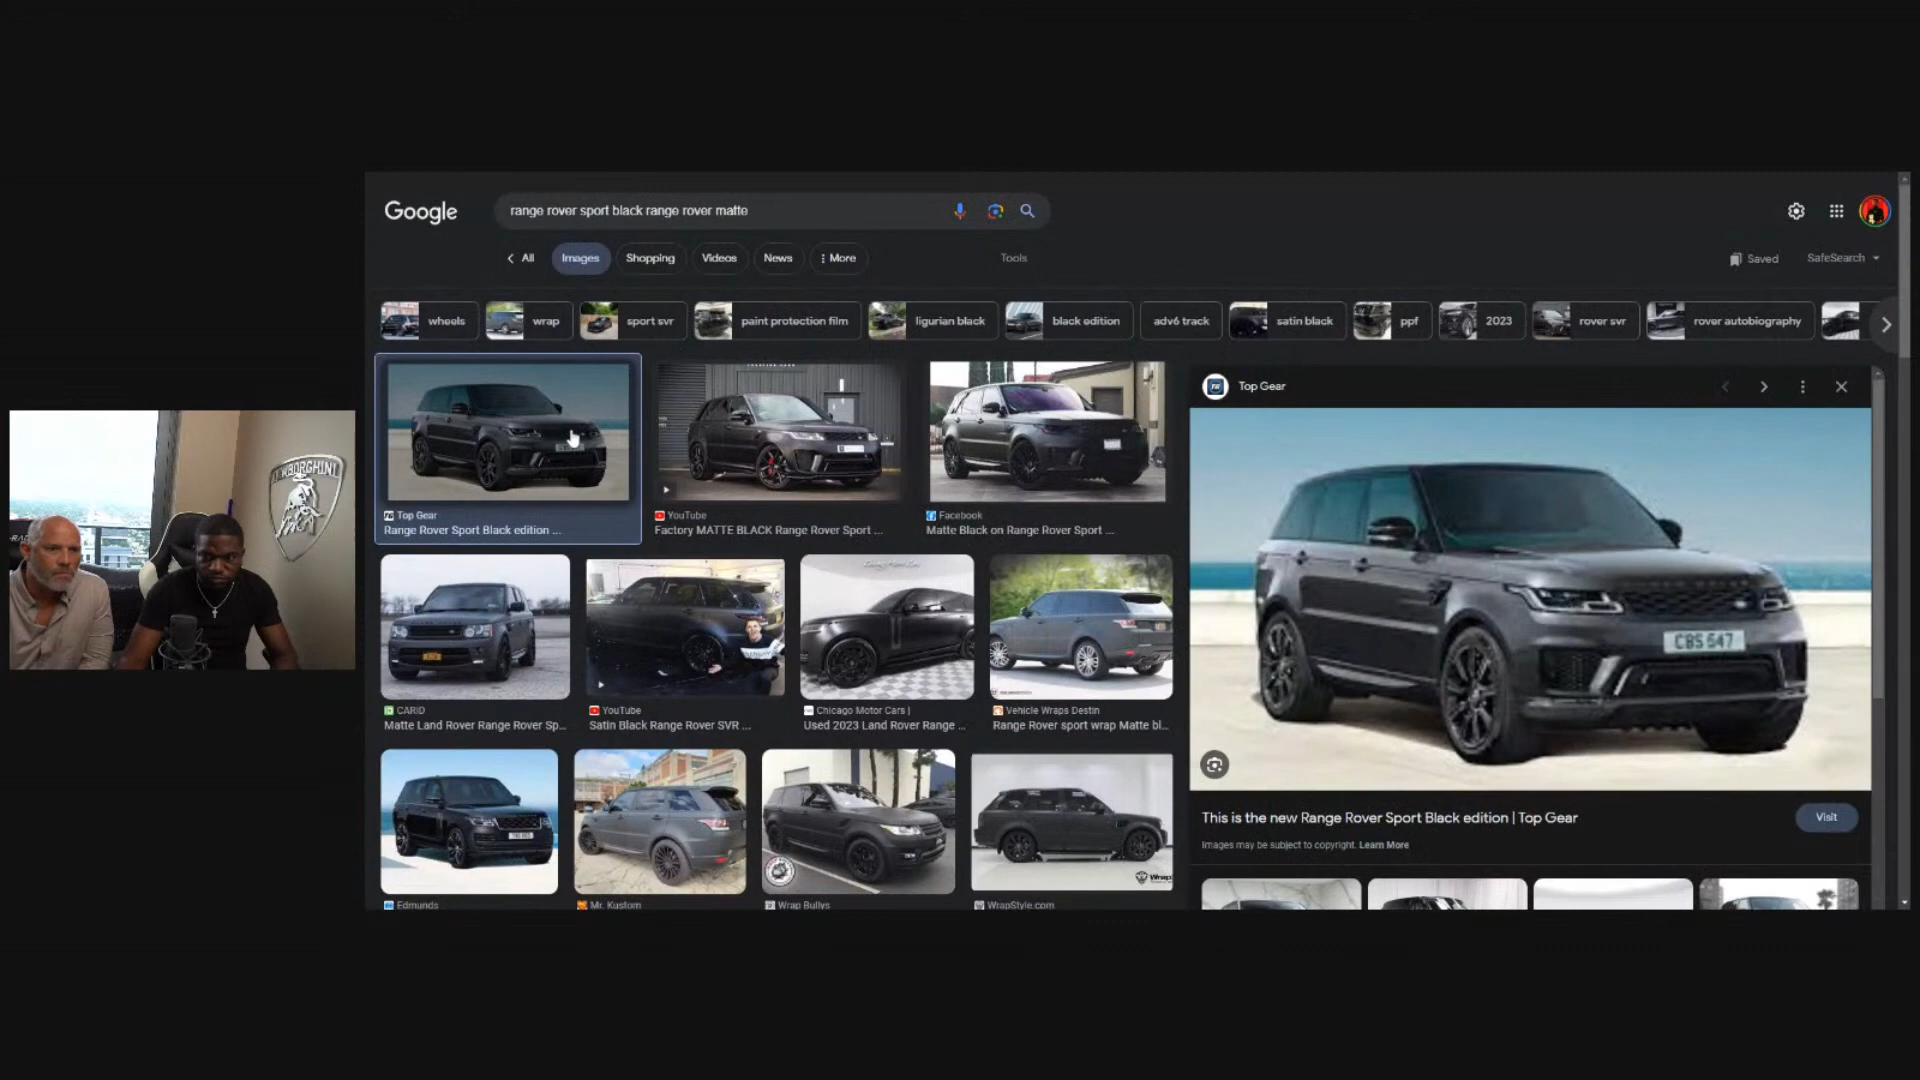 Google
range rover sport black range rover matte
All
Images
Shopping
Videos
News
More
Tools
Saved
SafeSearch
wheels
wrap
sport svr
paint protection film
ligurian black
black edition
adv6 track
satin black
ppf
2023
rover svr
rover autobiography
Top Gear
Range Rover Sport Black edition ...
YouTube
Factory MATTE BLACK Range Rover Sport ...
Facebook
Matte Black on Range Rover Sport ...
Top Gear
CBS 547
LAMBORGHINI
CARiD
Matte Land Rover Range Rover Sp...
YouTube
Satin Black Range Rover SVR ...
Chicago Motor Cars |
Used 2023 Land Rover Range ...
Vehicle Wraps Destin
Range Rover sport wrap Matte bl...
This is the new Range Rover Sport Black edition | Top Gear
Visit
Images may be subject to copyright. Learn More
Edmunds
Mr. Kustom
Wrap Bullys
WrapStyle.com